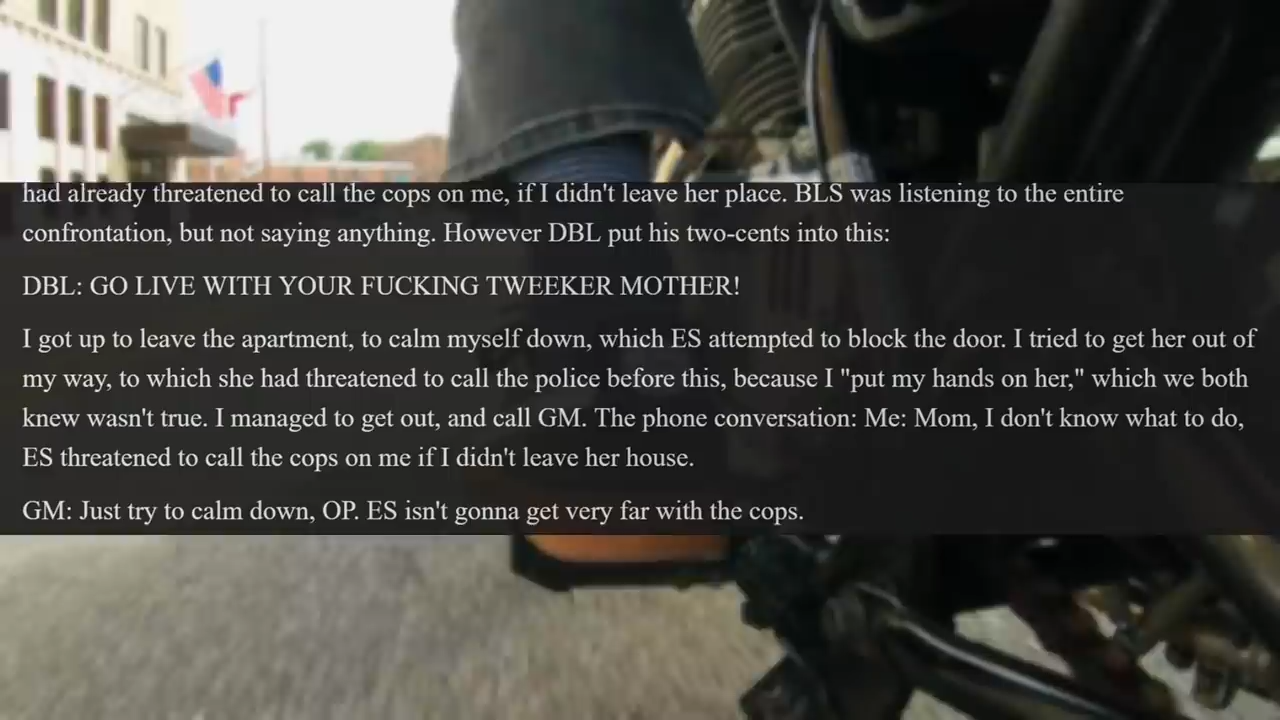 had already threatened to call the cops on me, if I didn't leave her place. BLS was listening to the entire
confrontation, but not saying anything. However DBL put his two-cents into this:
DBL: GO LIVE WITH YOUR FUCKING TWEEKER MOTHER!
I got up to leave the apartment, to calm myself down, which ES attempted to block the door. I tried to get her out of
my way, to which she had threatened to call the police before this, because I "put my hands on her," which we both
knew wasn't true. I managed to get out, and call GM. The phone conversation: Me: Mom, I don't know what to do,
ES threatened to call the cops on me if I didn't leave her house.
GM: Just try to calm down, OP. ES isn't gonna get very far with the cops.